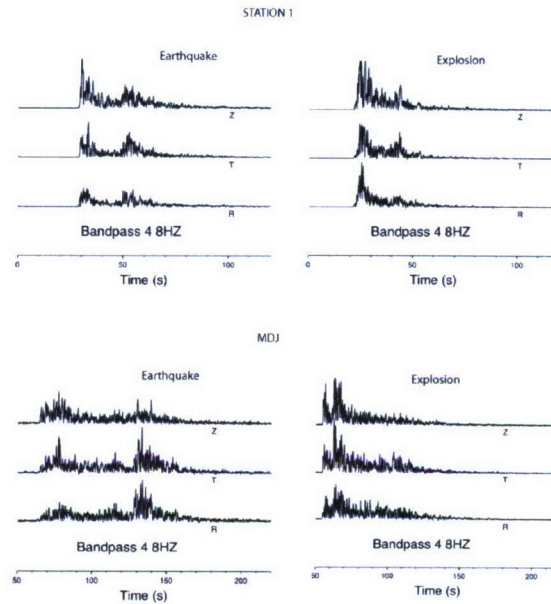 STATION 1
Earthquake
Explosion
Z
Z
T
T
R
R
Bandpass 4 8HZ
Bandpass 4 8HZ
0 50 100
0 50 100
Time (s)
Time (s)
MDJ
Earthquake
Explosion
Z
Z
T
T
R
R
Bandpass 4 8HZ
Bandpass 4 8HZ
50 100 150 200
50 100 150 200
Time (s)
Time (s)